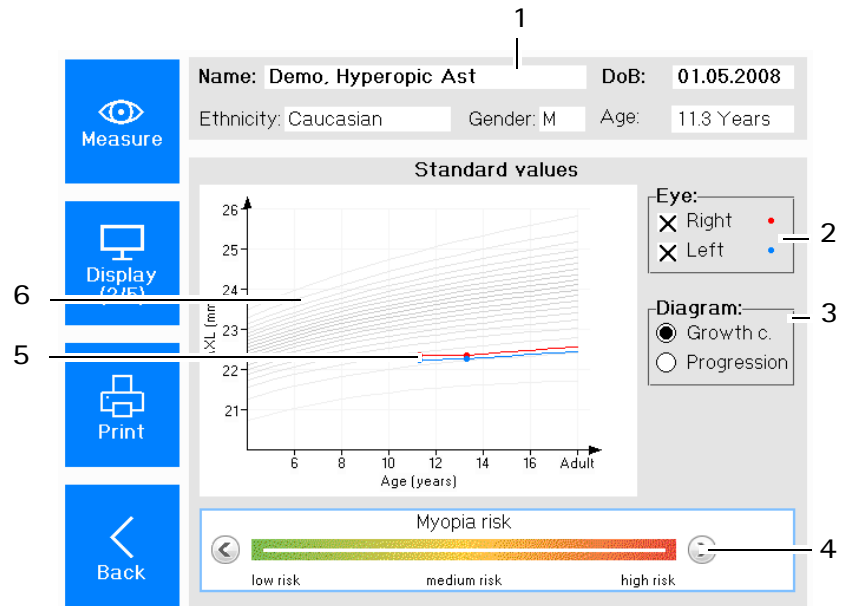 1
Name: Demo, Hyperopic Ast DoB: 01.05.2008
Ethnicity: Caucasian Gender: M Age: 11.3 Years
Measure
Standard values
Eye:
Right
Left
2
Display
Diagram:
Growth c.
Progression
3
26
25
24
23
22
21
6
5
6 8 10 12 14 16 Adult
Age (years)
Print
Myopia risk
low risk medium risk high risk
4
Back